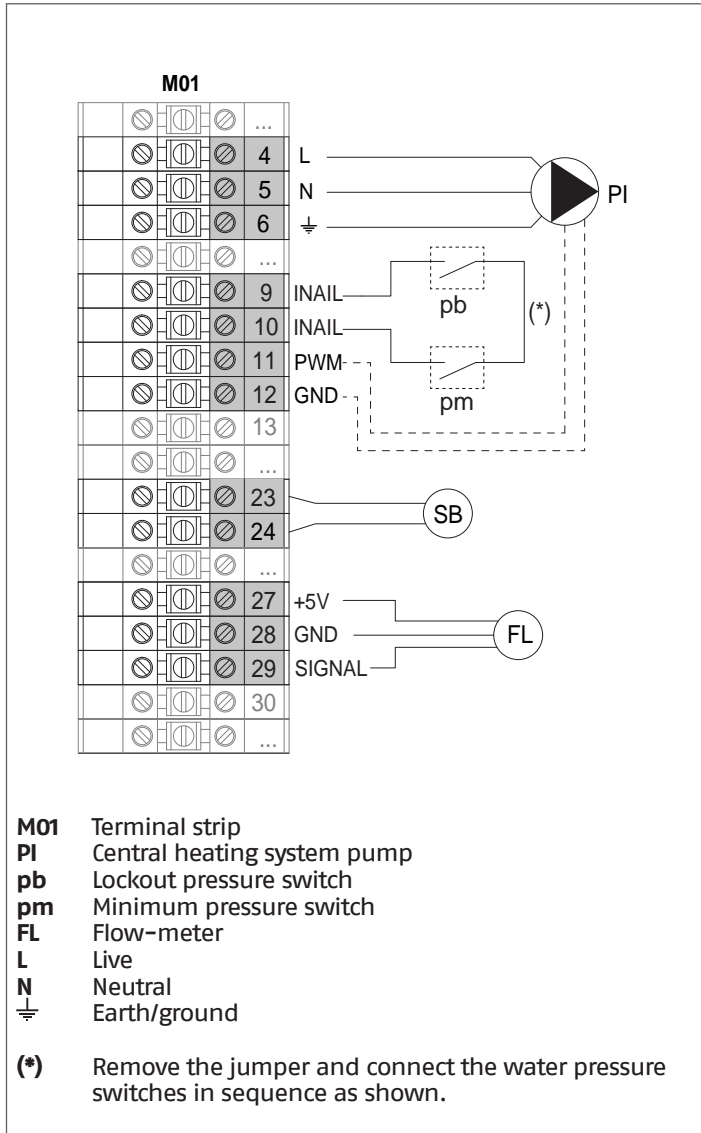 M01
...
4 L
5 N
6
...
9 INAIL
10 INAIL
11 PWM
12 GND
13
...
23
24
...
27 +5V
28 GND
29 SIGNAL
30
...
PI
pb
(*)
pm
SB
FL
M01 Terminal strip
PI Central heating system pump
pb Lockout pressure switch
pm Minimum pressure switch
FL Flow-meter
L Live
N Neutral
⏚ Earth/ground
(*) Remove the jumper and connect the water pressure
switches in sequence as shown.